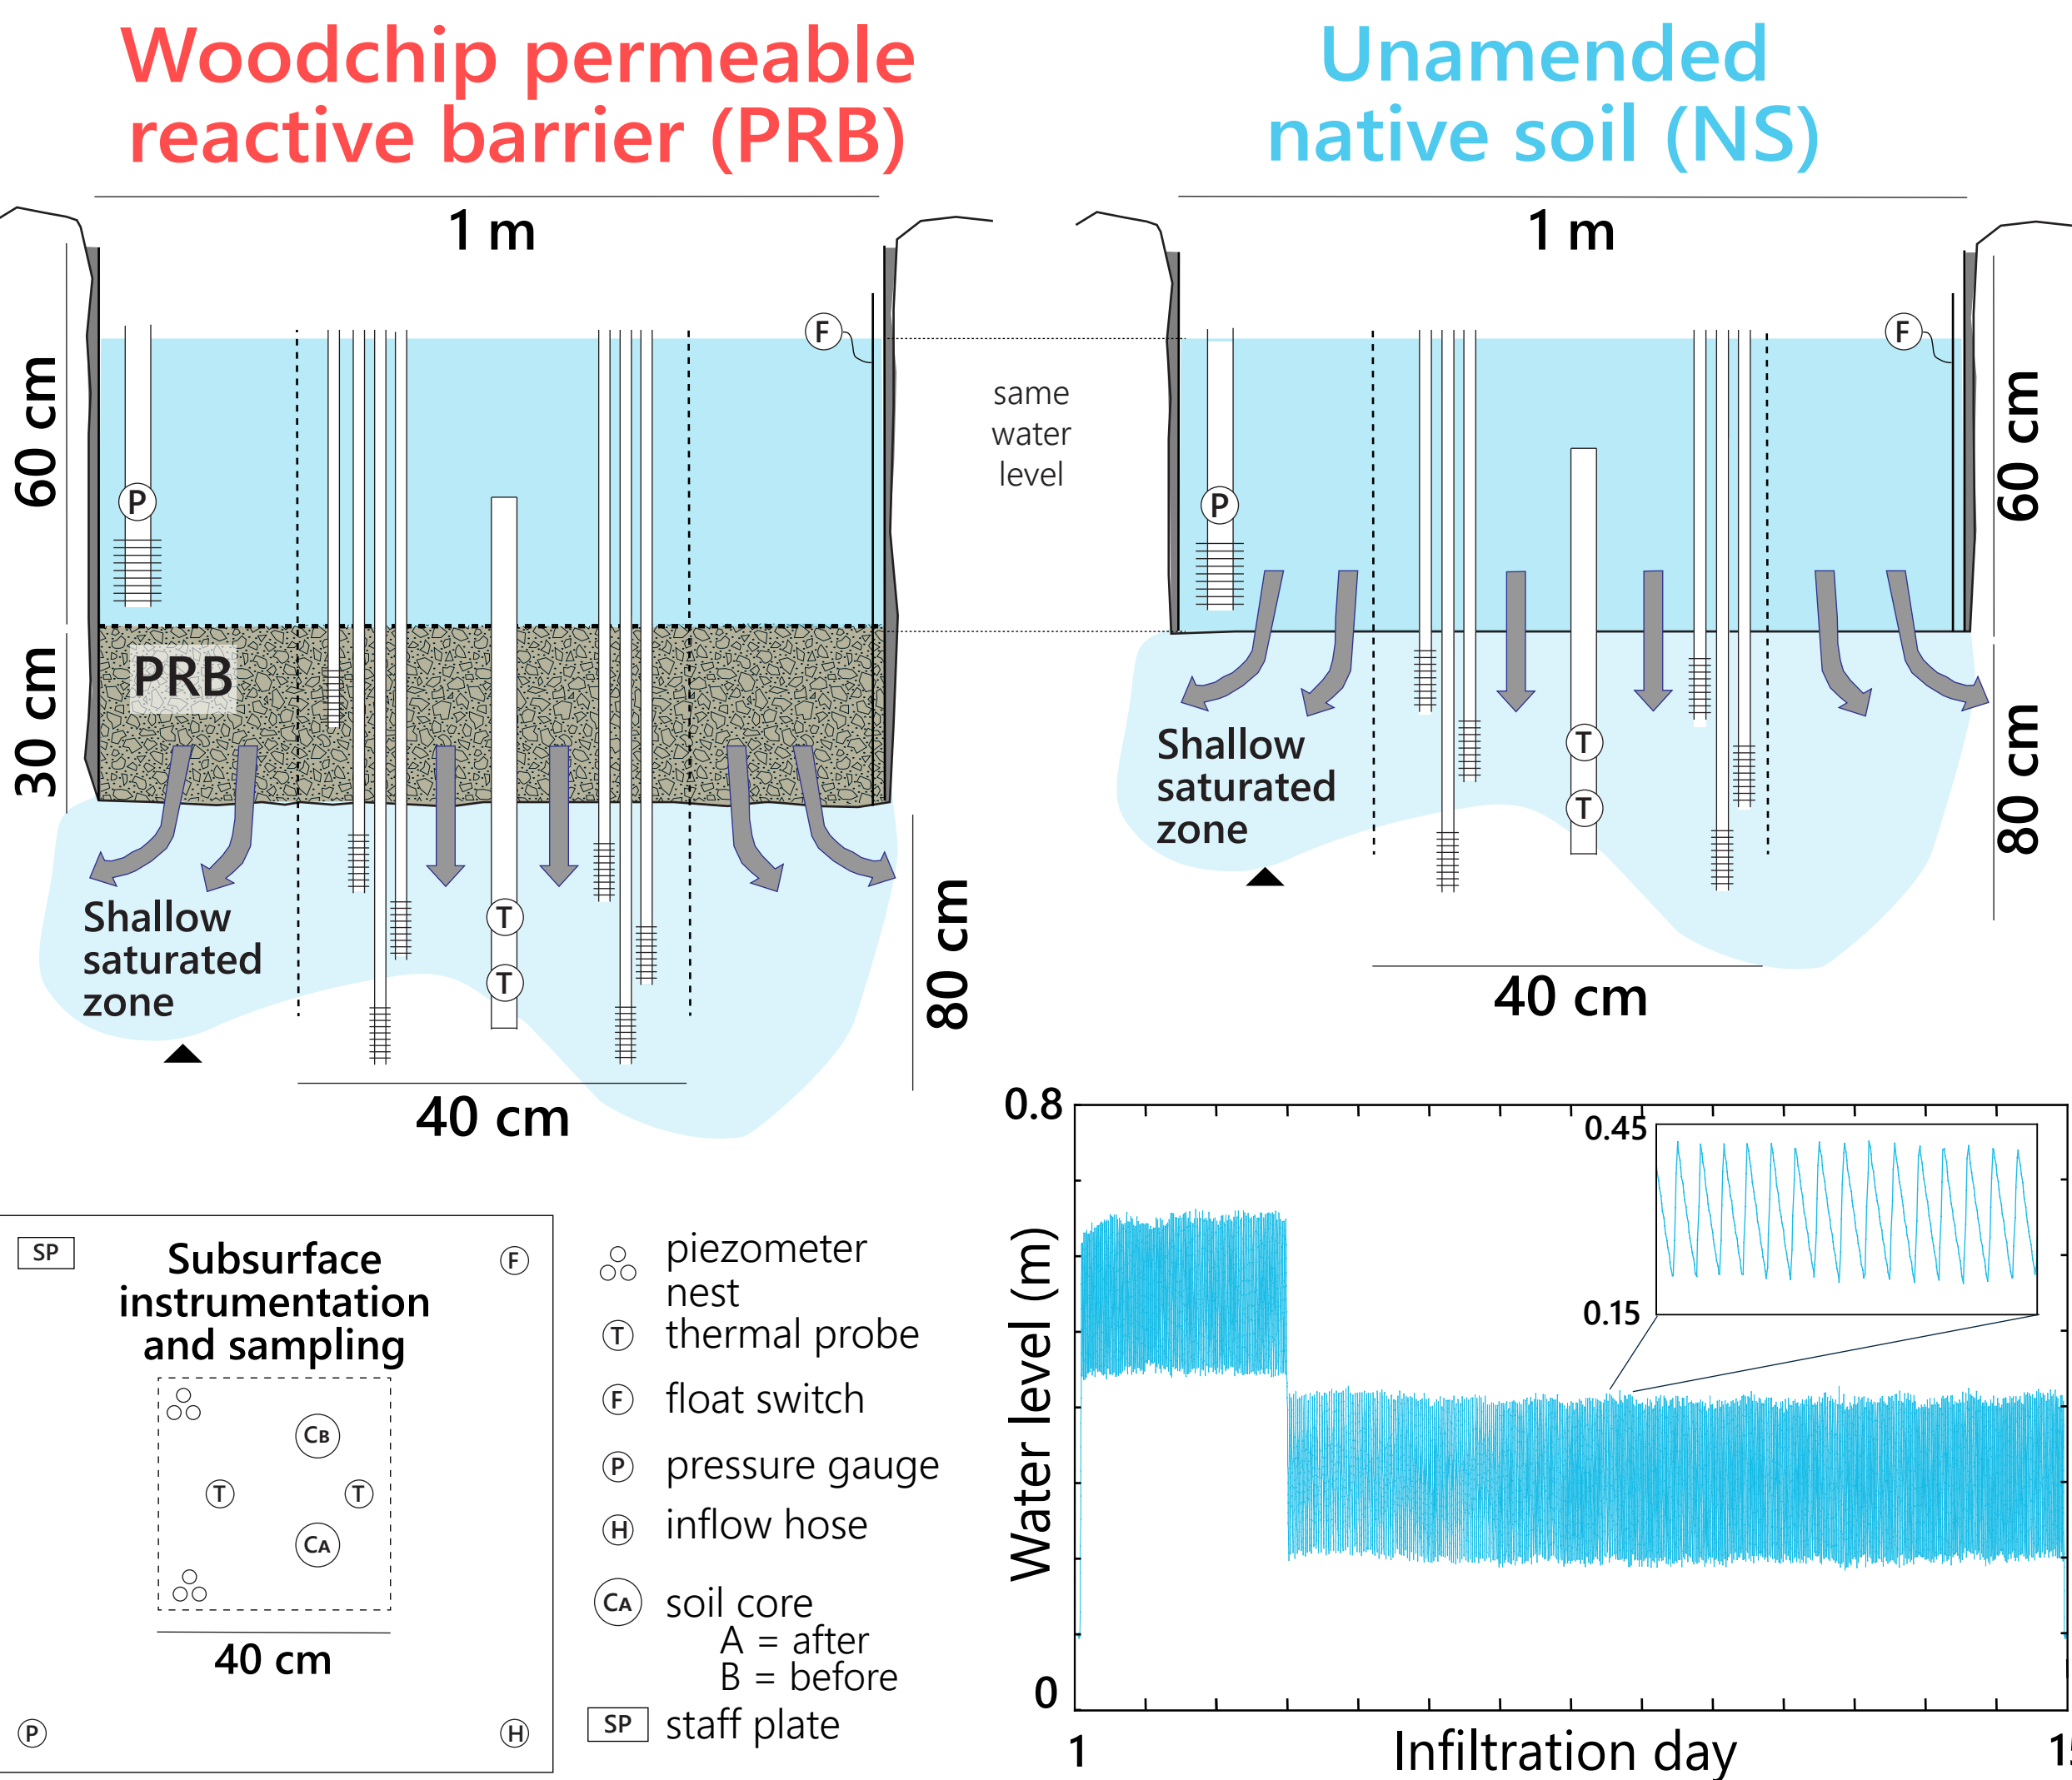 Woodchip permeable
reactive barrier (PRB)
1 m
60 cm
30 cm
F
P
PRB
T
T
Shallow
saturated
zone
80 cm
40 cm
same
water
level
Unamended
native soil (NS)
1 m
F
P
60 cm
T
T
Shallow
saturated
zone
80 cm
40 cm
SP
Subsurface
instrumentation
and sampling
F
CB
T
T
CA
40 cm
P
H
piezometer
nest
T thermal probe
F float switch
P pressure gauge
H inflow hose
CA soil core
A = after
B = before
SP staff plate
0.8
0.45
0.15
Water level (m)
0
1
Infiltration day